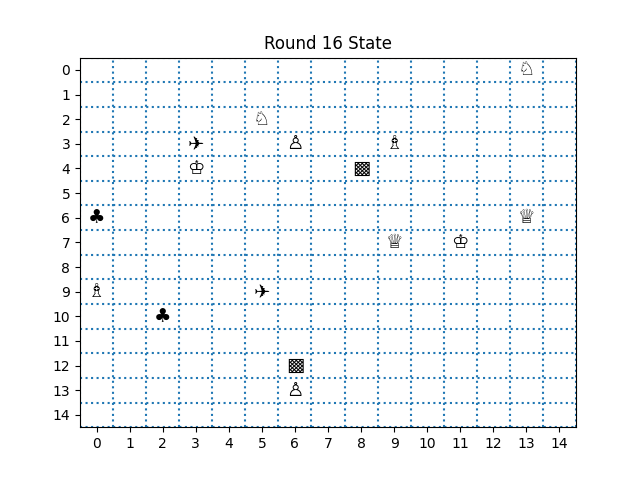 Round 16 State
0 ♘
1
2 ♘
3 ✈ ♙ ♗
4 ♔ ▩
5
6 ♣ ♕
7 ♕ ♔
8
9 ♗ ✈
10 ♣
11
12 ▩
13 ♙
14
0 1 2 3 4 5 6 7 8 9 10 11 12 13 14